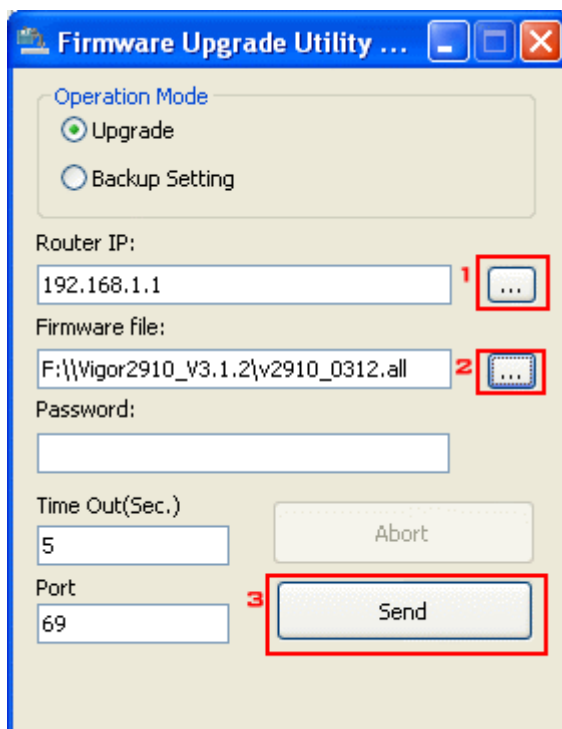 Firmware Upgrade Utility ...
Operation Mode
Upgrade
Backup Setting
Router IP:
192.168.1.1
1
...
Firmware file:
F:\\Vigor2910_V3.1.2\v2910_0312.all
2
...
Password:
Time Out(Sec.)
5
Abort
Port
69
3
Send